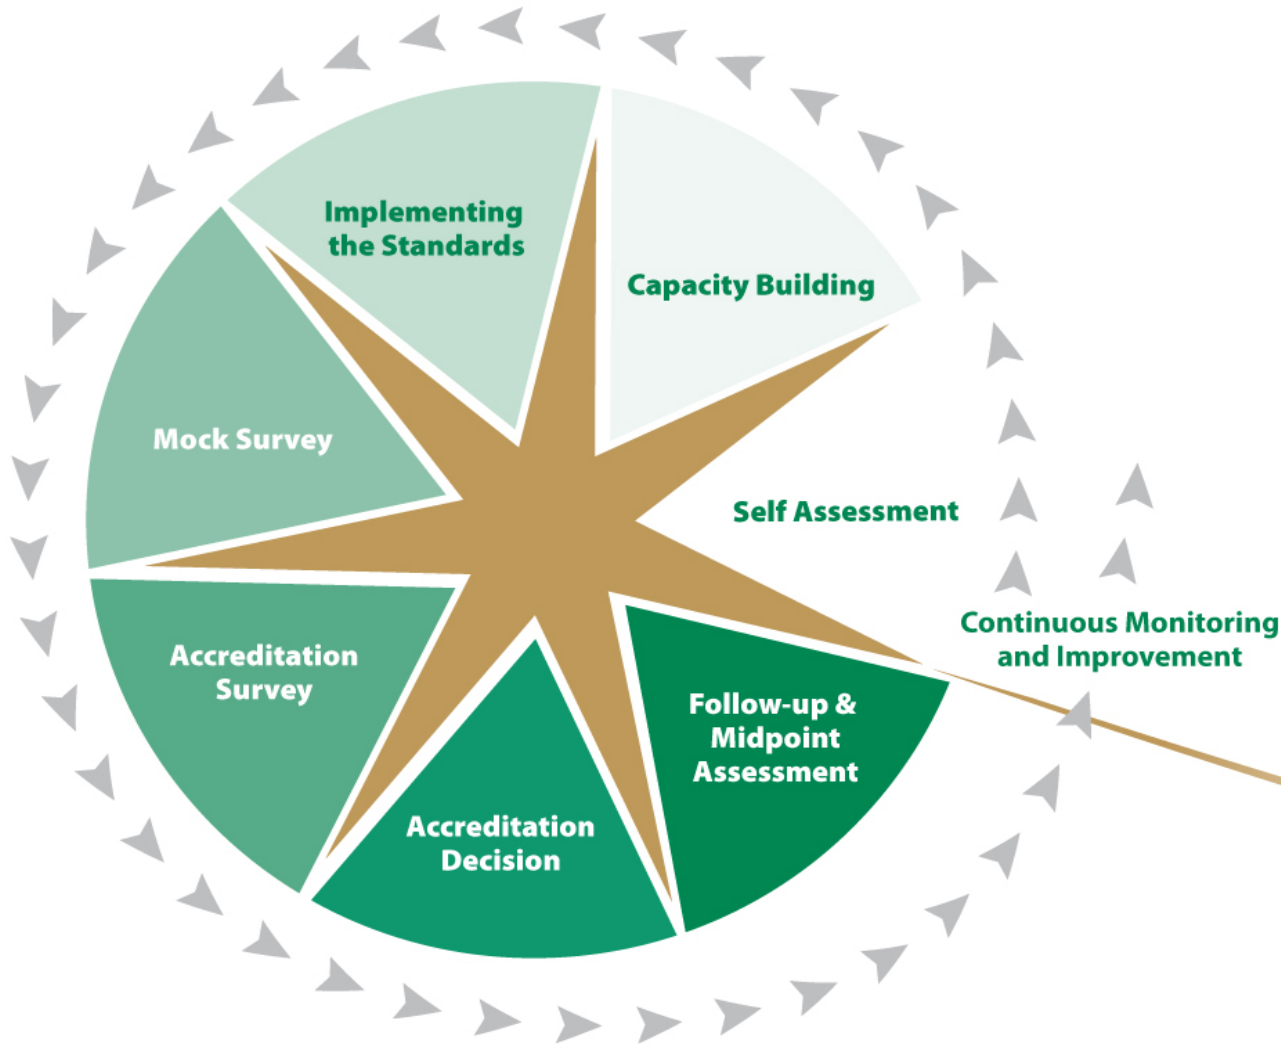 Implementing
the Standards
Capacity Building
Mock Survey
Self Assessment
Continuous Monitoring
and Improvement
Accreditation
Survey
Follow-up &
Midpoint
Assessment
Accreditation
Decision